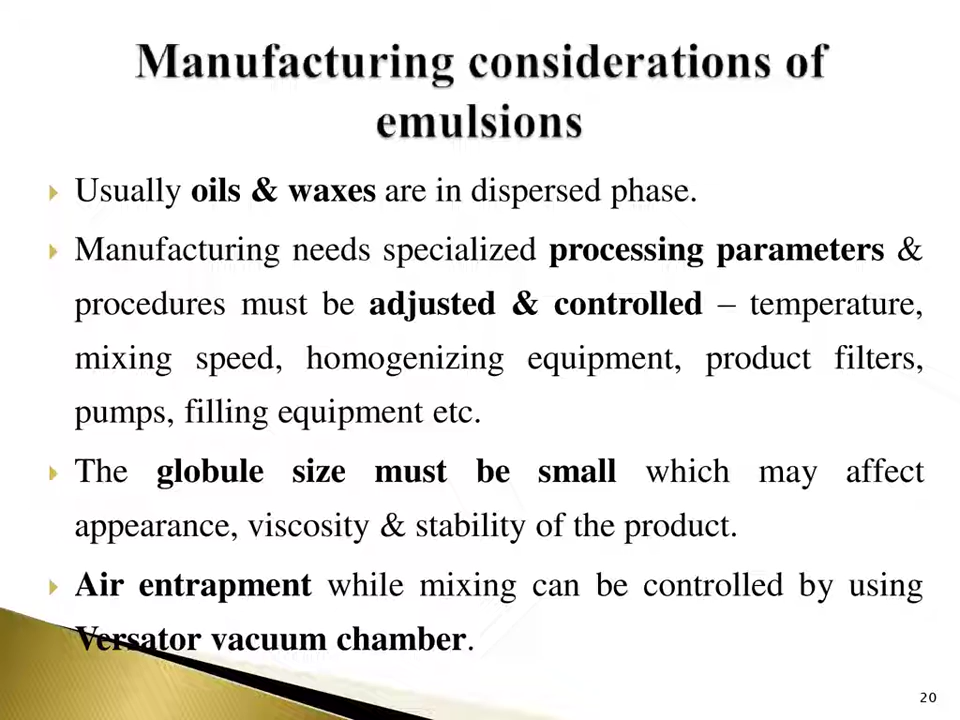 Manufacturing considerations of
emulsions
Usually oils & waxes are in dispersed phase.
Manufacturing needs specialized processing parameters &
procedures must be adjusted & controlled – temperature,
mixing speed, homogenizing equipment, product filters,
pumps, filling equipment etc.
The globule size must be small which may affect
appearance, viscosity & stability of the product.
Air entrapment while mixing can be controlled by using
Versator vacuum chamber.
20